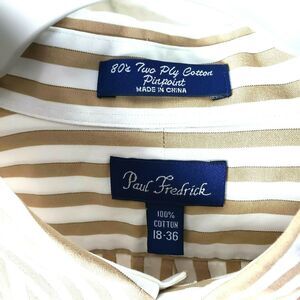 80's Two Ply Cotton
Pinpoint
MADE IN CHINA
Paul Fredrick
100%
COTTON
18-36